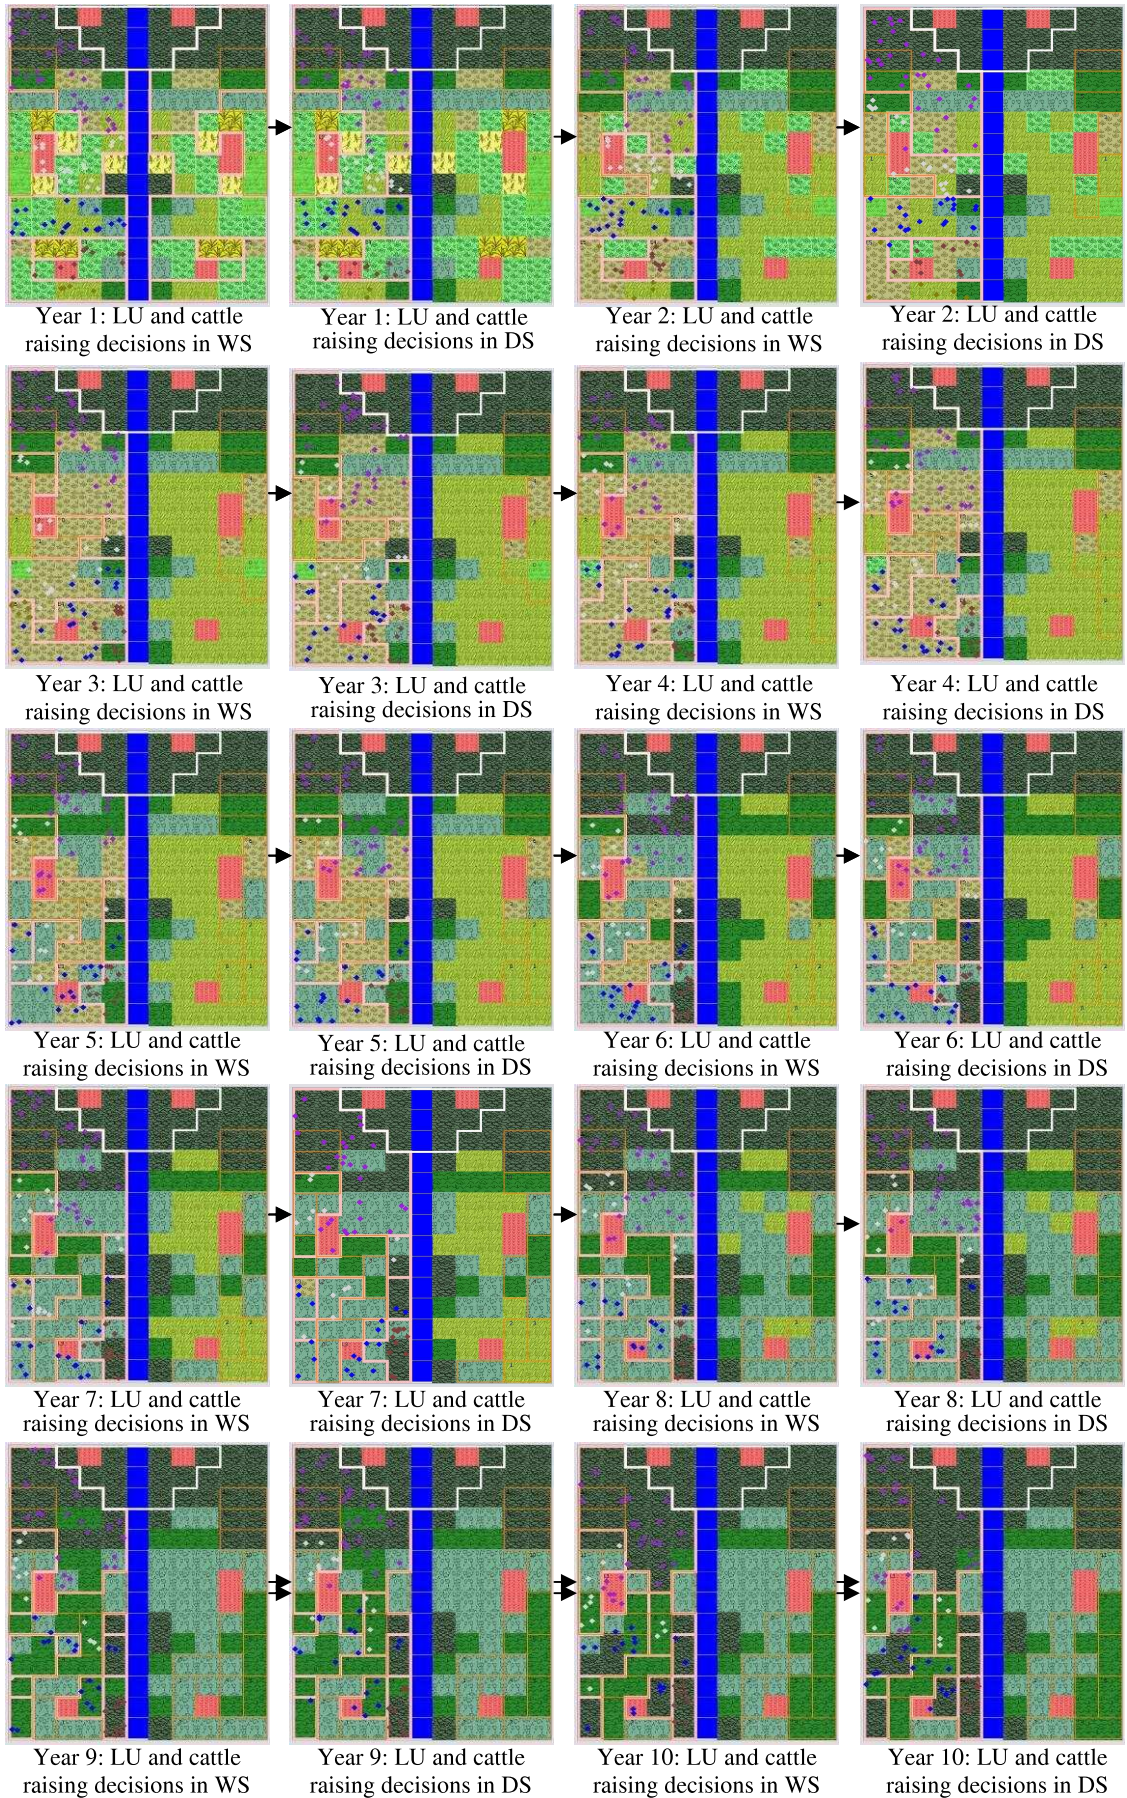 Year 1: LU and cattle
raising decisions in WS
Year 1: LU and cattle
raising decisions in DS
Year 2: LU and cattle
raising decisions in WS
Year 2: LU and cattle
raising decisions in DS
Year 3: LU and cattle
raising decisions in WS
Year 3: LU and cattle
raising decisions in DS
Year 4: LU and cattle
raising decisions in WS
Year 4: LU and cattle
raising decisions in DS
Year 5: LU and cattle
raising decisions in WS
Year 5: LU and cattle
raising decisions in DS
Year 6: LU and cattle
raising decisions in WS
Year 6: LU and cattle
raising decisions in DS
Year 7: LU and cattle
raising decisions in WS
Year 7: LU and cattle
raising decisions in DS
Year 8: LU and cattle
raising decisions in WS
Year 8: LU and cattle
raising decisions in DS
Year 9: LU and cattle
raising decisions in WS
Year 9: LU and cattle
raising decisions in DS
Year 10: LU and cattle
raising decisions in WS
Year 10: LU and cattle
raising decisions in DS